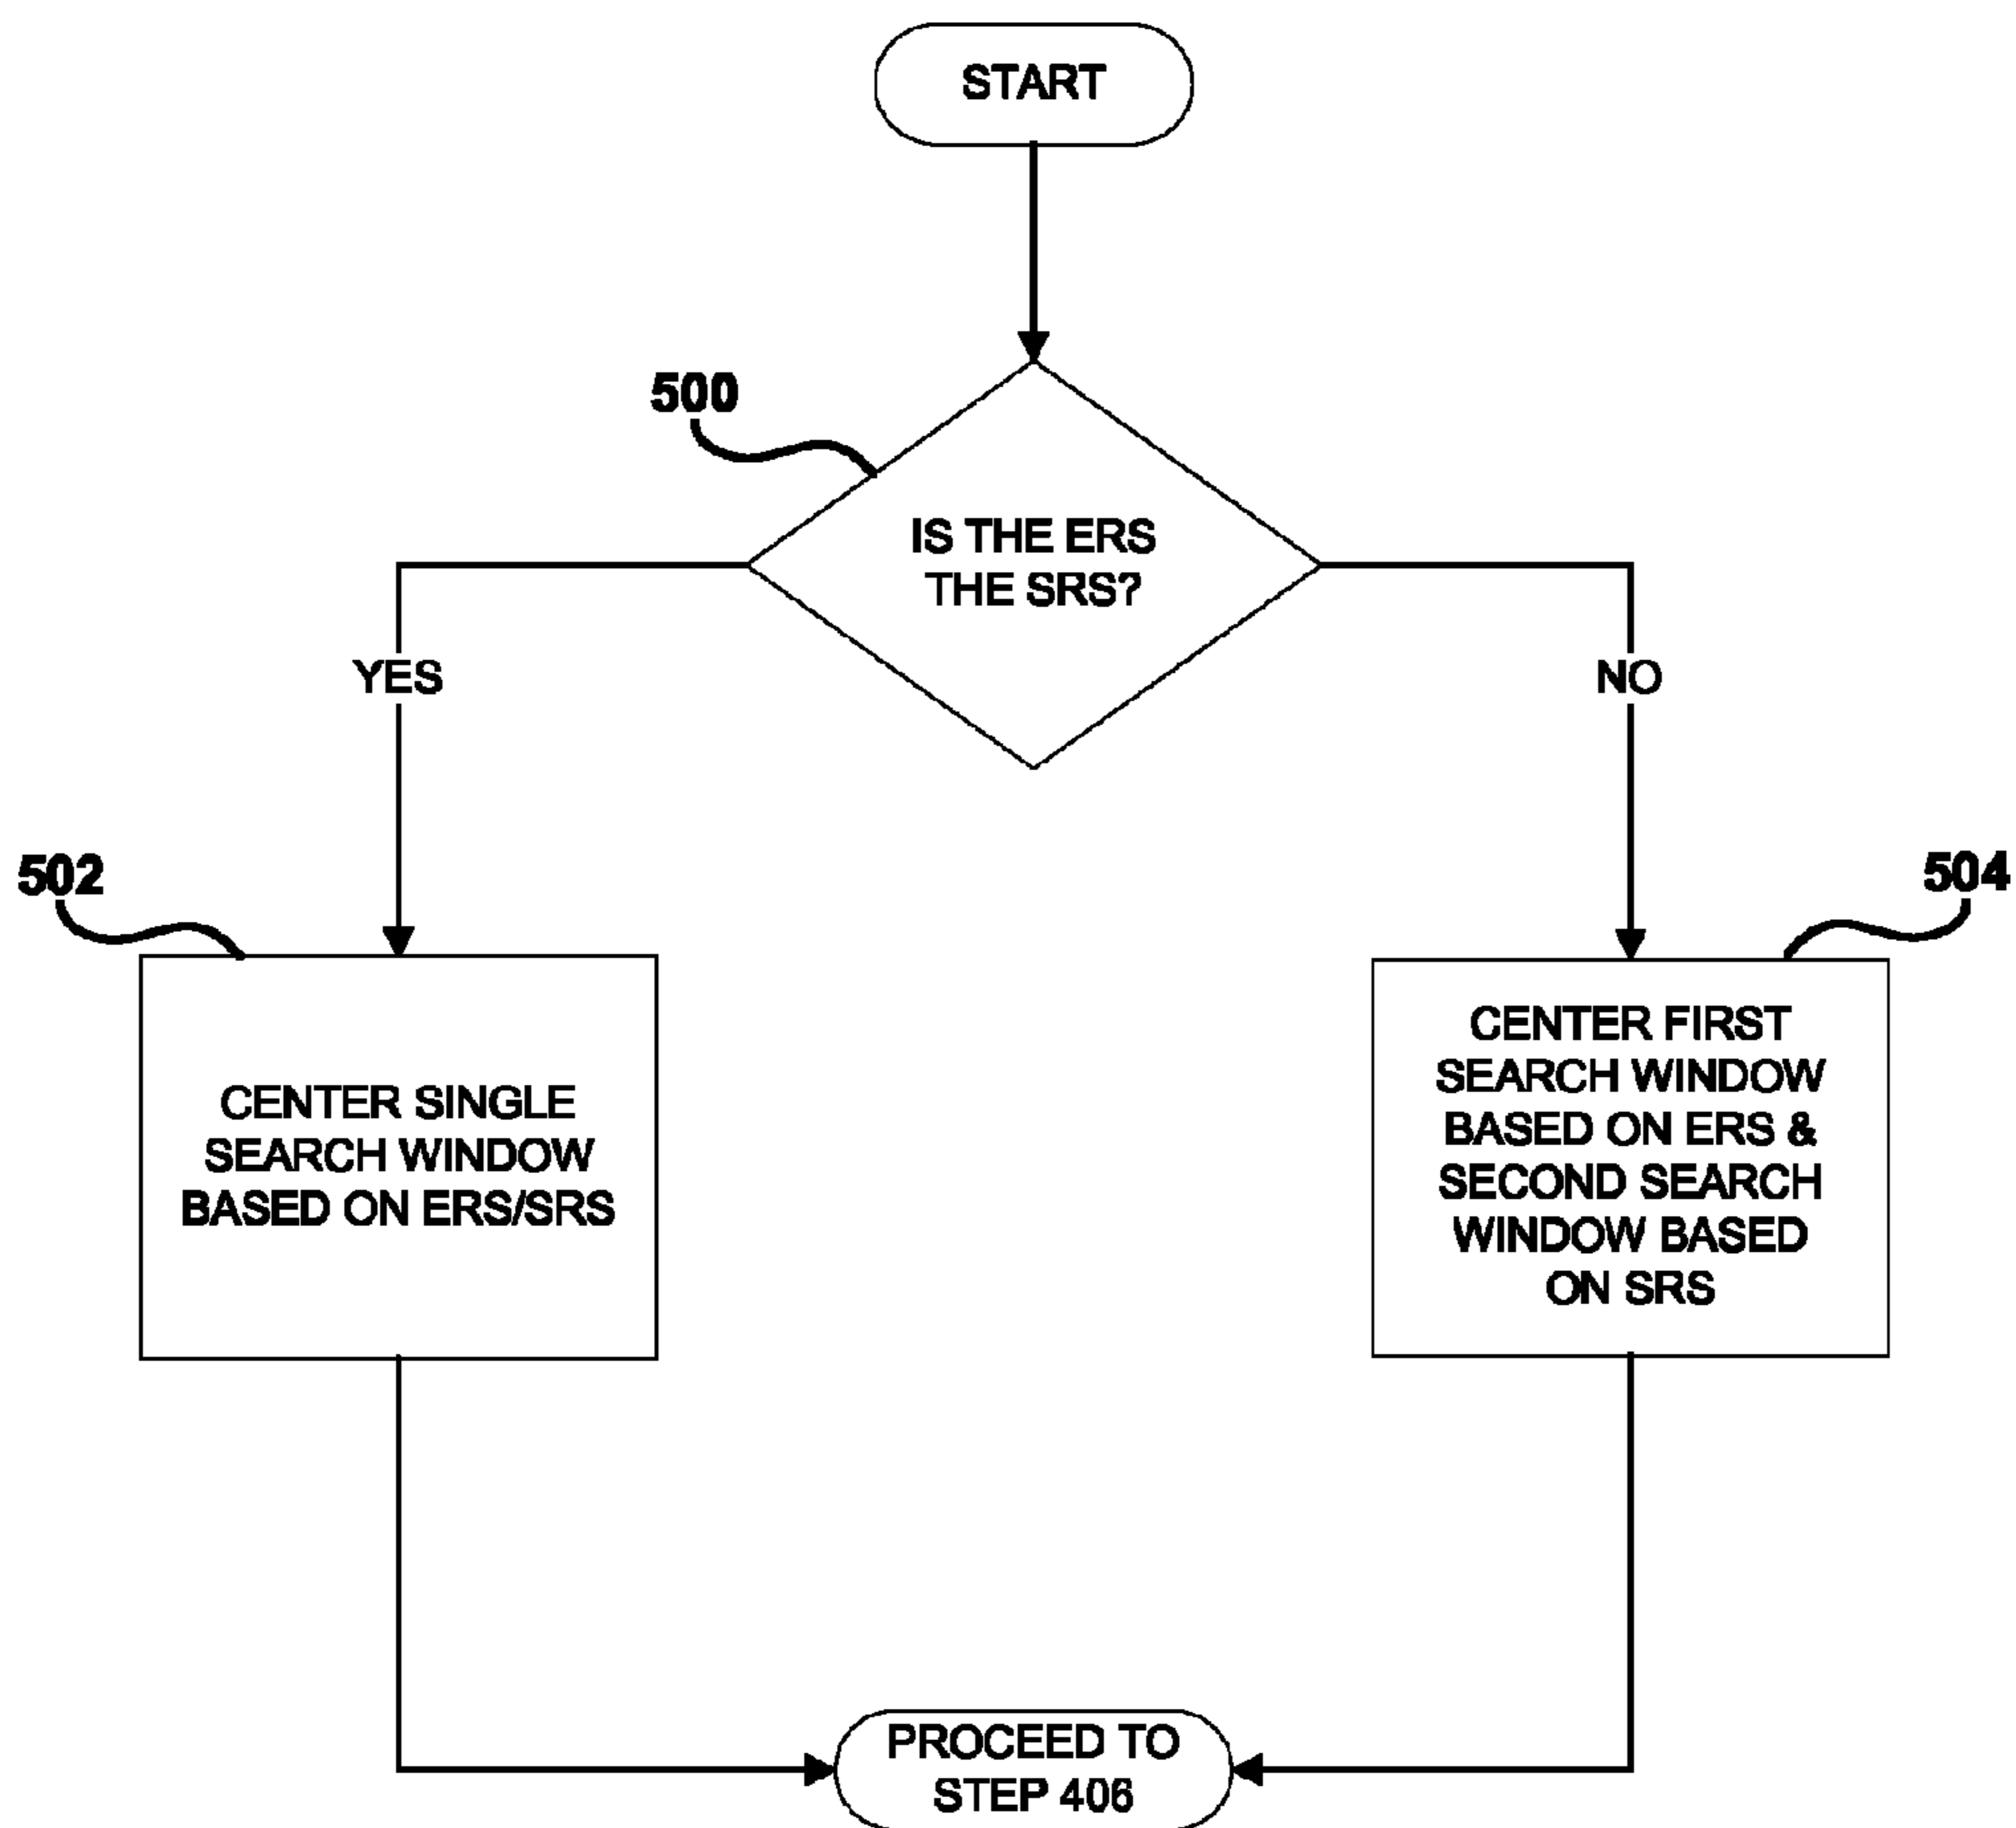 START
500
IS THE ERS
THE SRS?
YES
NO
502
504
CENTER SINGLE
SEARCH WINDOW
BASED ON ERS/SRS
CENTER FIRST
SEARCH WINDOW
BASED ON ERS &
SECOND SEARCH
WINDOW BASED
ON SRS
PROCEED TO
STEP 406